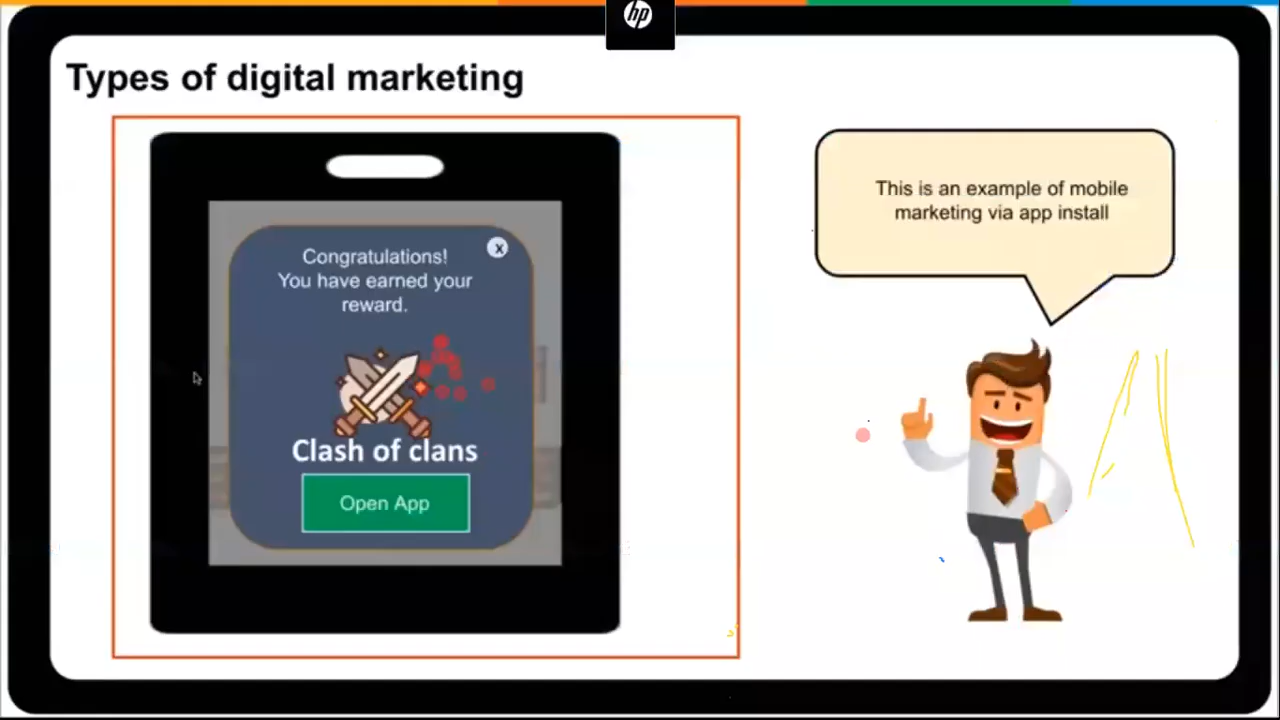 hp
Types of digital marketing
Congratulations!
You have earned your
reward.
x
Clash of clans
Open App
This is an example of mobile
marketing via app install